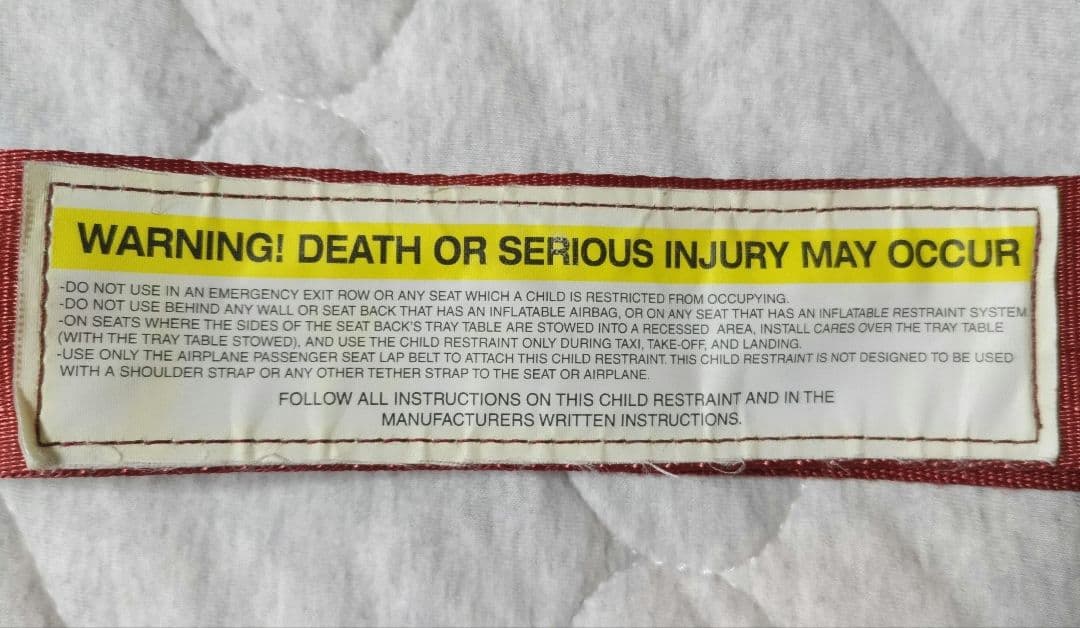 WARNING! DEATH OR SERIOUS INJURY MAY OCCUR
-DO NOT USE IN AN EMERGENCY EXIT ROW OR ANY SEAT WHICH A CHILD IS RESTRICTED FROM OCCUPYING.
-DO NOT USE BEHIND ANY WALL OR SEAT BACK THAT HAS AN INFLATABLE AIRBAG, OR ON ANY SEAT THAT HAS AN INFLATABLE RESTRAINT SYSTEM.
-ON SEATS WHERE THE SIDES OF THE SEAT BACK'S TRAY TABLE ARE STOWED INTO A RECESSED AREA, INSTALL CARES OVER THE TRAY TABLE
(WITH THE TRAY TABLE STOWED), AND USE THE CHILD RESTRAINT ONLY DURING TAXI, TAKE-OFF, AND LANDING.
-USE ONLY THE AIRPLANE PASSENGER SEAT LAP BELT TO ATTACH THIS CHILD RESTRAINT. THIS CHILD RESTRAINT IS NOT DESIGNED TO BE USED
WITH A SHOULDER STRAP OR ANY OTHER TETHER STRAP TO THE SEAT OR AIRPLANE.
FOLLOW ALL INSTRUCTIONS ON THIS CHILD RESTRAINT AND IN THE
MANUFACTURERS WRITTEN INSTRUCTIONS.